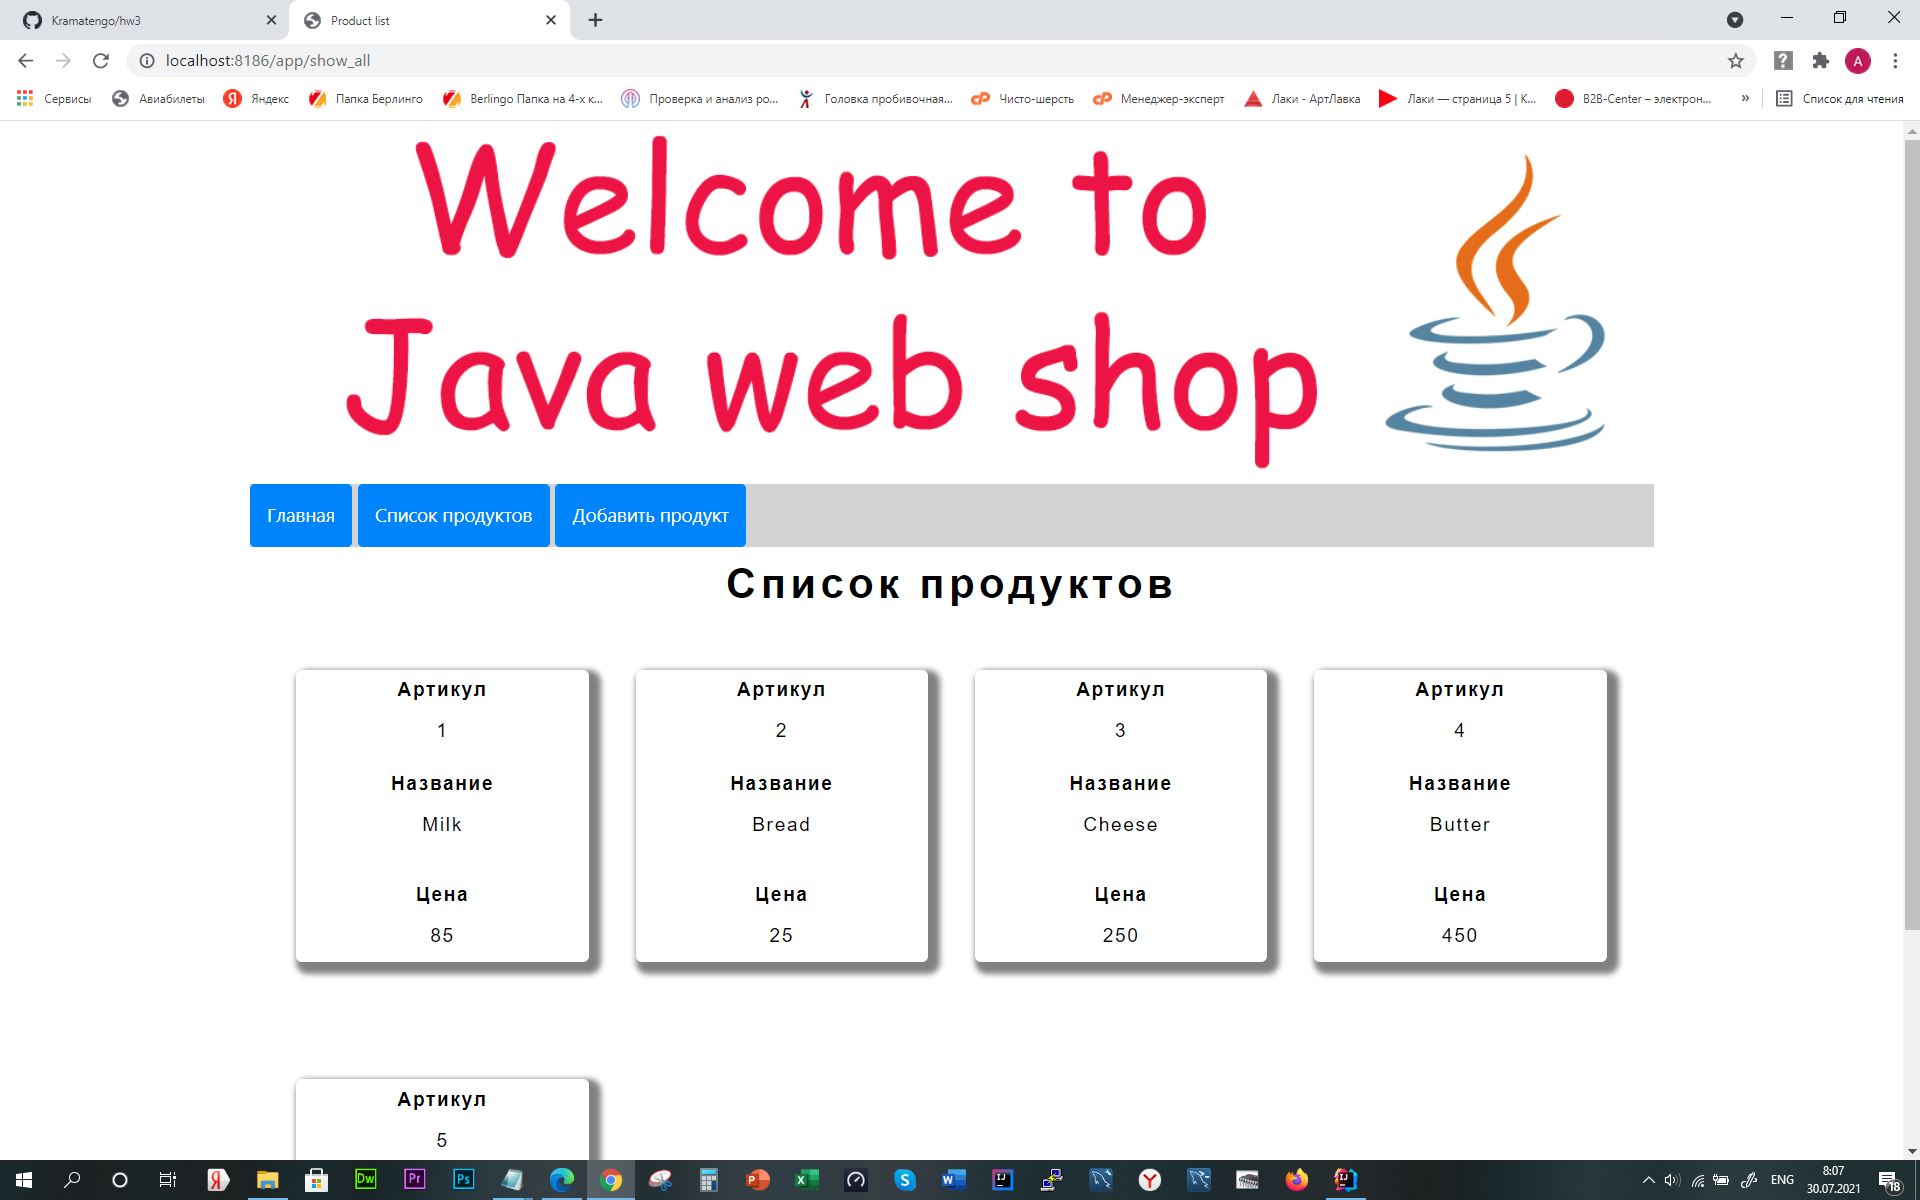 Kramatengo/hw3
Product list
localhost:8186/app/show_all
A
Сервисы
Авиабилеты
Яндекс
Папка Берлинго
Berlingo Папка на 4-х к...
Проверка и анализ ро...
Головка пробивочная...
Чисто-шерсть
Менеджер-эксперт
Лаки - АртЛавка
Лаки — страница 5 | К...
B2B-Center – электрон...
»
Список для чтения
Welcome to
Java web shop
Главная
Список продуктов
Добавить продукт
Список продуктов
Артикул
1
Название
Milk
Цена
85
Артикул
2
Название
Bread
Цена
25
Артикул
3
Название
Cheese
Цена
250
Артикул
4
Название
Butter
Цена
450
Артикул
5
ENG
8:07
30.07.2021
18